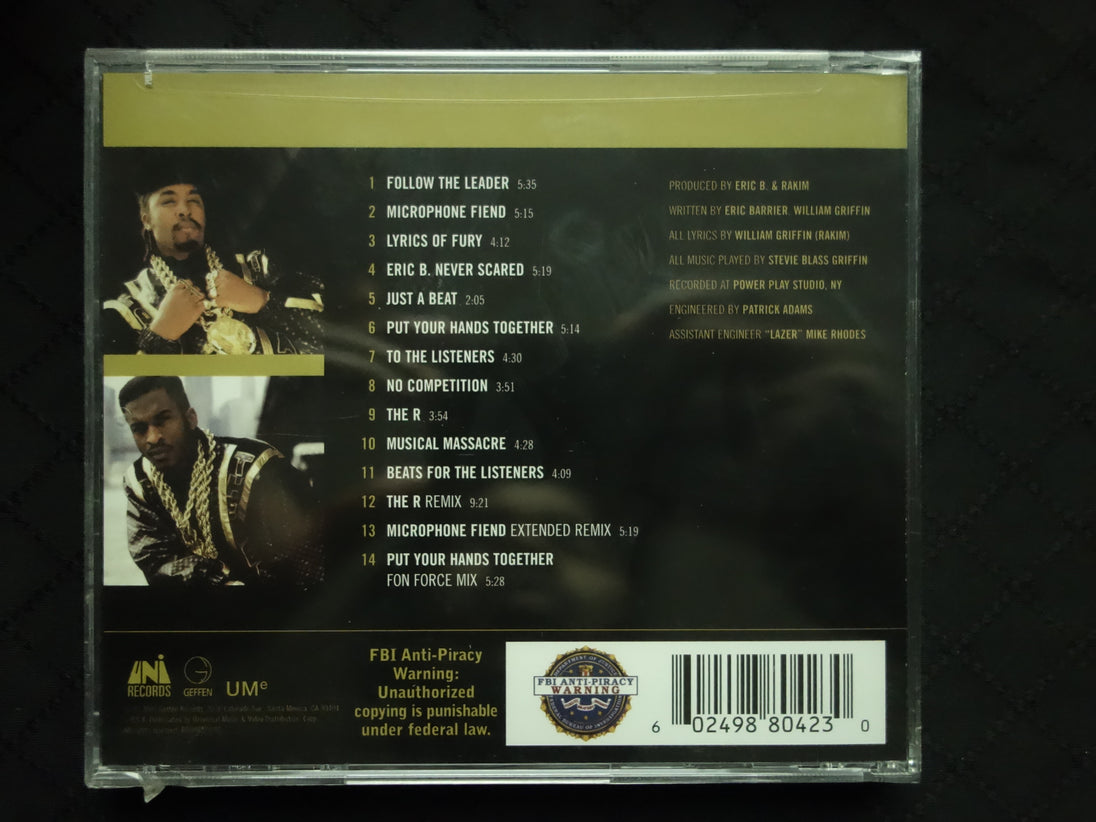 1 FOLLOW THE LEADER 5:35
2 MICROPHONE FIEND 5:15
3 LYRICS OF FURY 4:12
4 ERIC B. NEVER SCARED 5:19
5 JUST A BEAT 2:05
6 PUT YOUR HANDS TOGETHER 5:14
7 TO THE LISTENERS 4:30
8 NO COMPETITION 3:51
9 THE R 3:54
10 MUSICAL MASSACRE 4:28
11 BEATS FOR THE LISTENERS 4:09
12 THE R REMIX 9:21
13 MICROPHONE FIEND EXTENDED REMIX 5:19
14 PUT YOUR HANDS TOGETHER
FON FORCE MIX 5:28
PRODUCED BY ERIC B. & RAKIM
WRITTEN BY ERIC BARRIER WILLIAM GRIFFIN
ALL LYRICS BY WILLIAM GRIFFIN (RAKIM)
ALL MUSIC PLAYED BY STEVIE BLASS GRIFFIN
RECORDED AT POWER PLAY STUDIO, NY
ENGINEERED BY PATRICK ADAMS
ASSISTANT ENGINEER "LAZER" MIKE RHODES
UNI
RECORDS
GEFFEN
UMe
FBI Anti-Piracy
Warning:
Unauthorized
copying is punishable
under federal law.
DEPARTMENT OF JUSTICE
FBI ANTI-PIRACY
WARNING
FEDERAL BUREAU OF INVESTIGATION
6 02498 80423 0